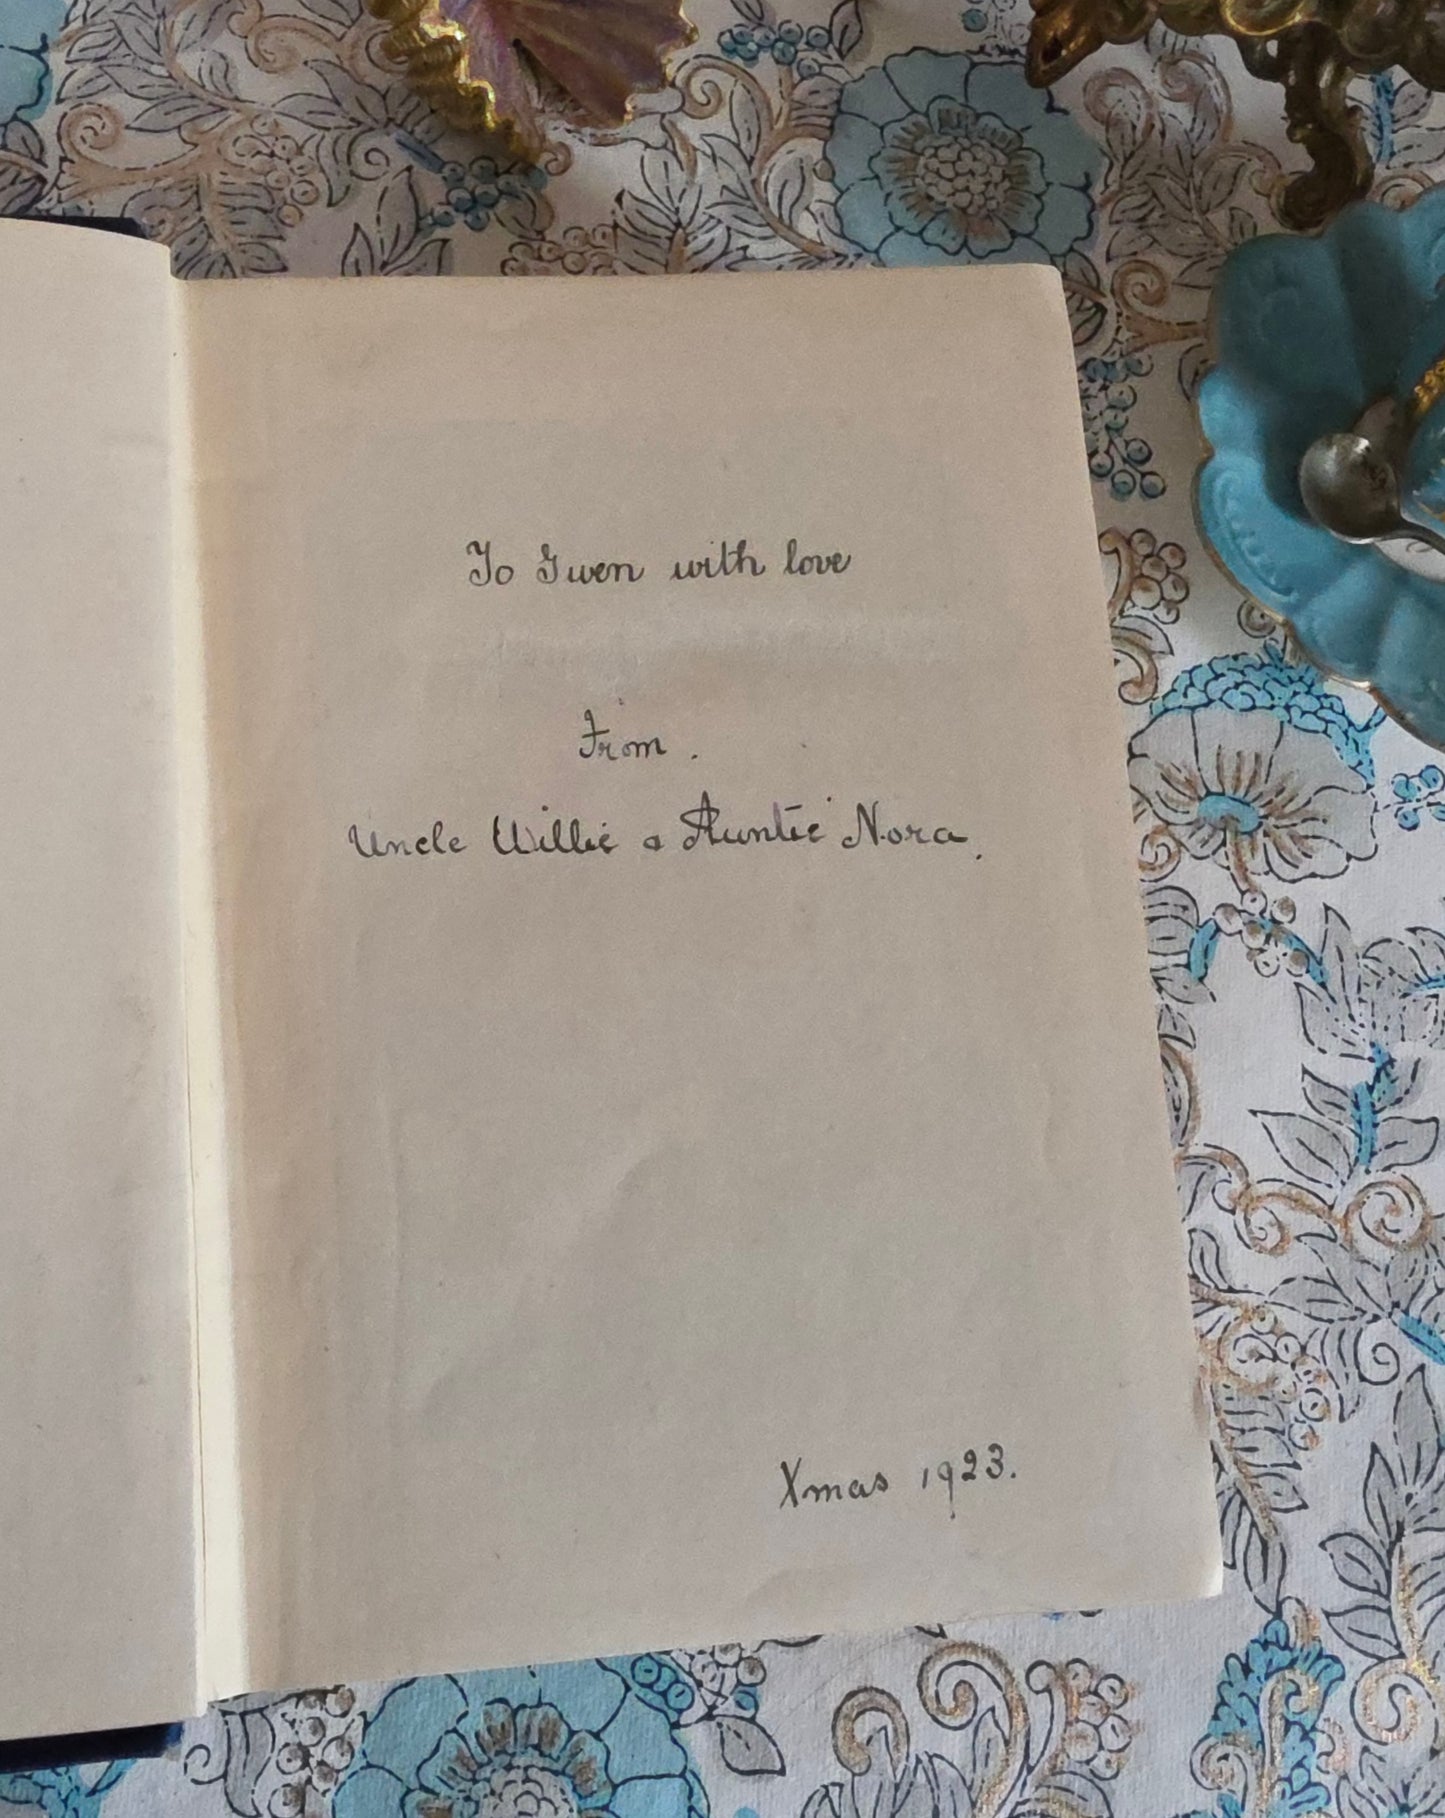 To Gwen with love
From.
Uncle Willie & Auntie Nora.
Xmas 1923.